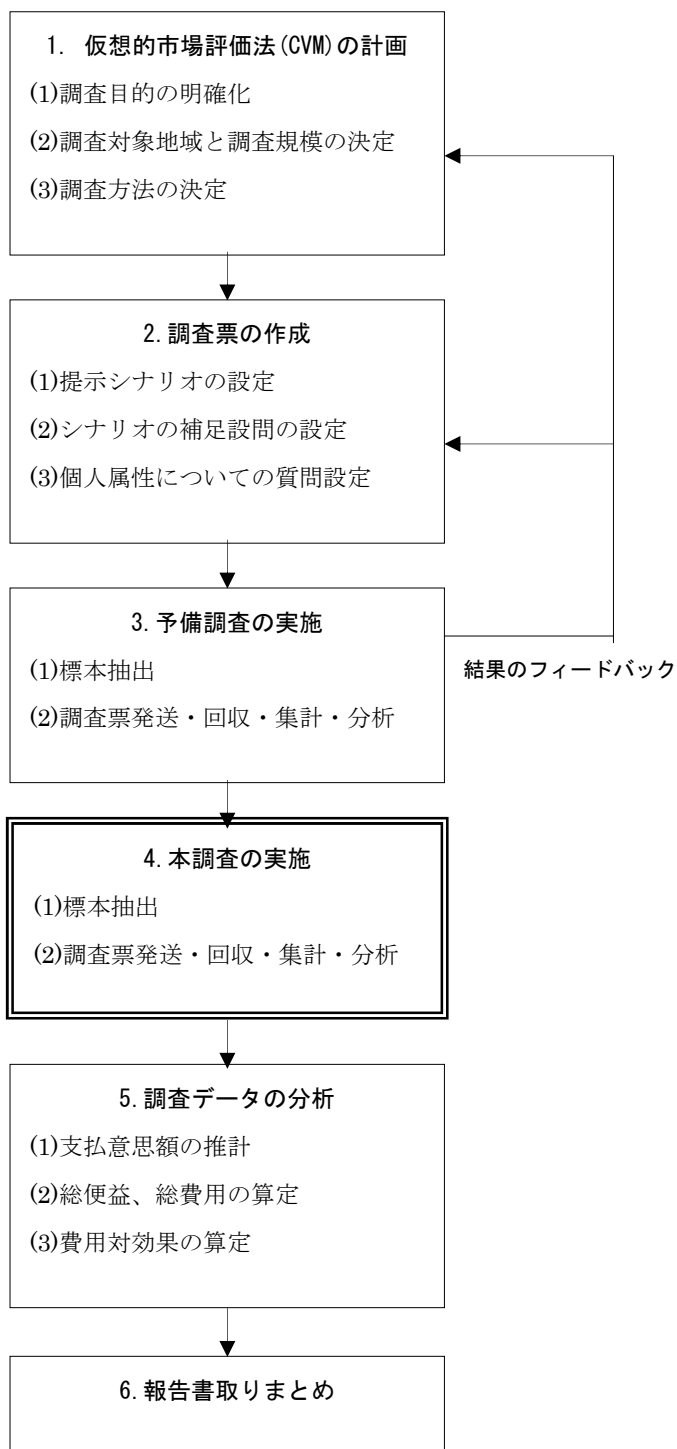 1. 仮想的市場評価法(CVM)の計画
(1)調査目的の明確化
(2)調査対象地域と調査規模の決定
(3)調査方法の決定
2.調査票の作成
(1)提示シナリオの設定
(2)シナリオの補足設問の設定
(3)個人属性についての質問設定
3.予備調査の実施
(1)標本抽出
(2)調査票発送・回収・集計・分析
結果のフィードバック
4.本調査の実施
(1)標本抽出
(2)調査票発送・回収・集計・分析
5.調査データの分析
(1)支払意思額の推計
(2)総便益、総費用の算定
(3)費用対効果の算定
6.報告書取りまとめ